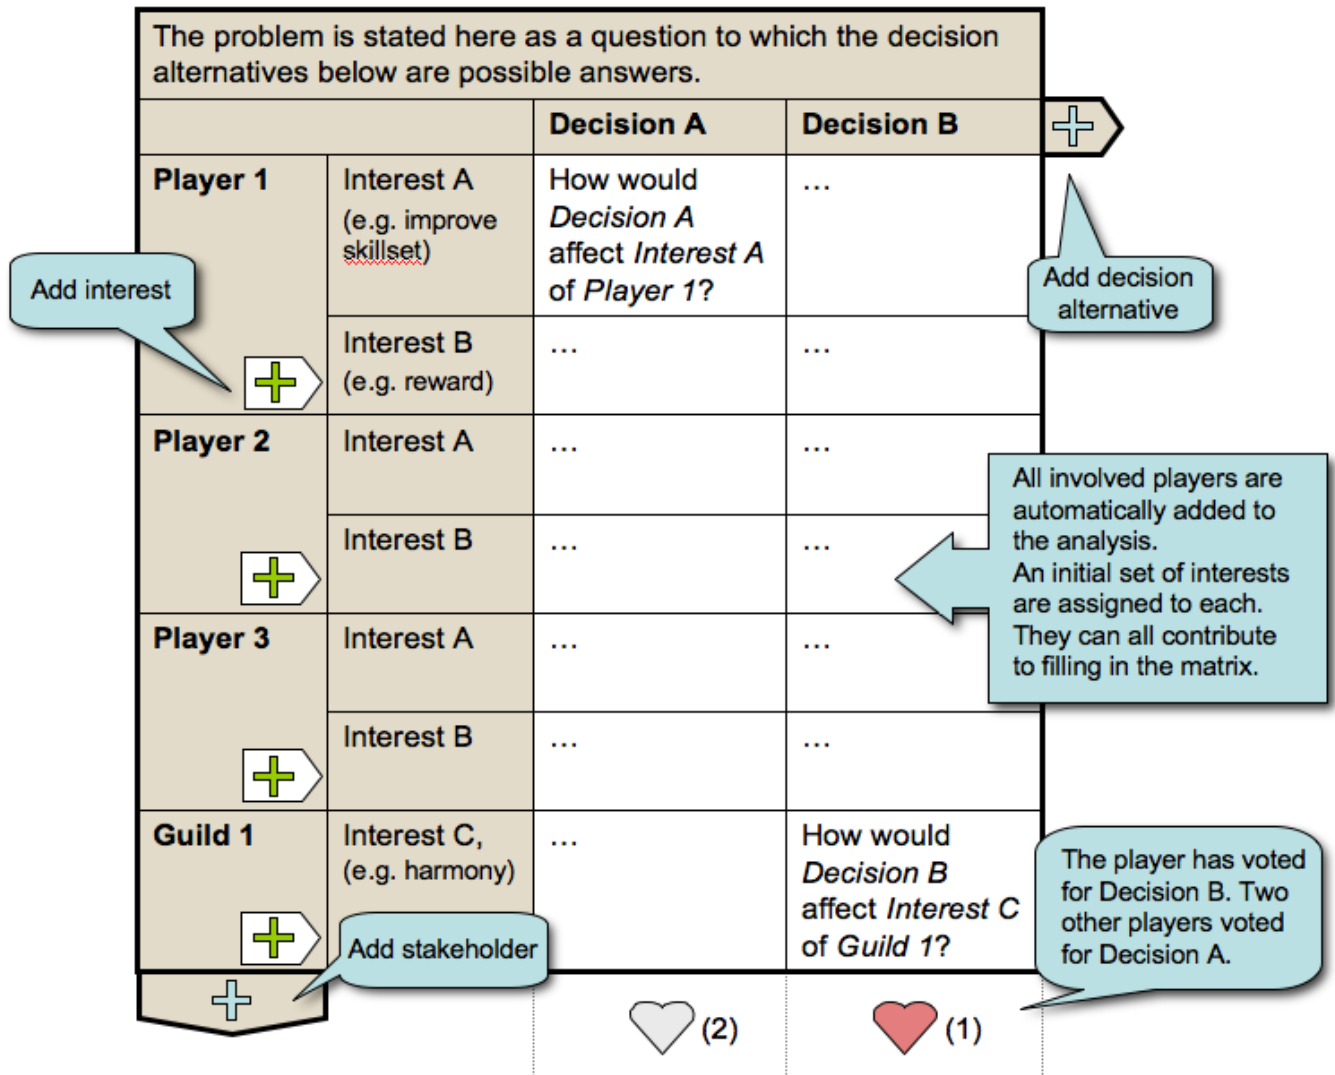 The problem is stated here as a question to which the decision
alternatives below are possible answers.
Decision A
Decision B
Player 1
Interest A
(e.g. improve
skillset)
How would
Decision A
affect Interest A
of Player 1?
...
Add interest
Add decision
alternative
Interest B
(e.g. reward)
...
...
Player 2
Interest A
...
...
Interest B
...
...
All involved players are
automatically added to
the analysis.
An initial set of interests
are assigned to each.
They can all contribute
to filling in the matrix.
Player 3
Interest A
...
...
Interest B
...
...
Guild 1
Interest C,
(e.g. harmony)
...
How would
Decision B
affect Interest C
of Guild 1?
The player has voted
for Decision B. Two
other players voted
for Decision A.
Add stakeholder
(2)
(1)